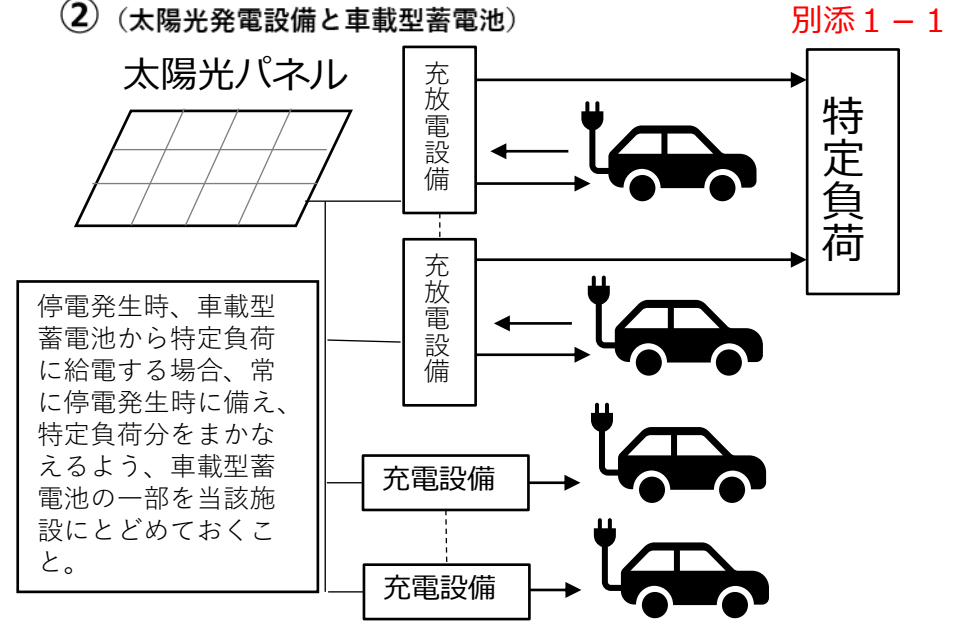 ② （太陽光発電設備と車載型蓄電池）
別添１－１
太陽光パネル
充放電設備
特定負荷
充放電設備
停電発生時、車載型
蓄電池から特定負荷
に給電する場合、常
に停電発生時に備え、
特定負荷分をまかな
えるよう、車載型蓄
電池の一部を当該施
設にとどめておくこ
と。
充電設備
充電設備